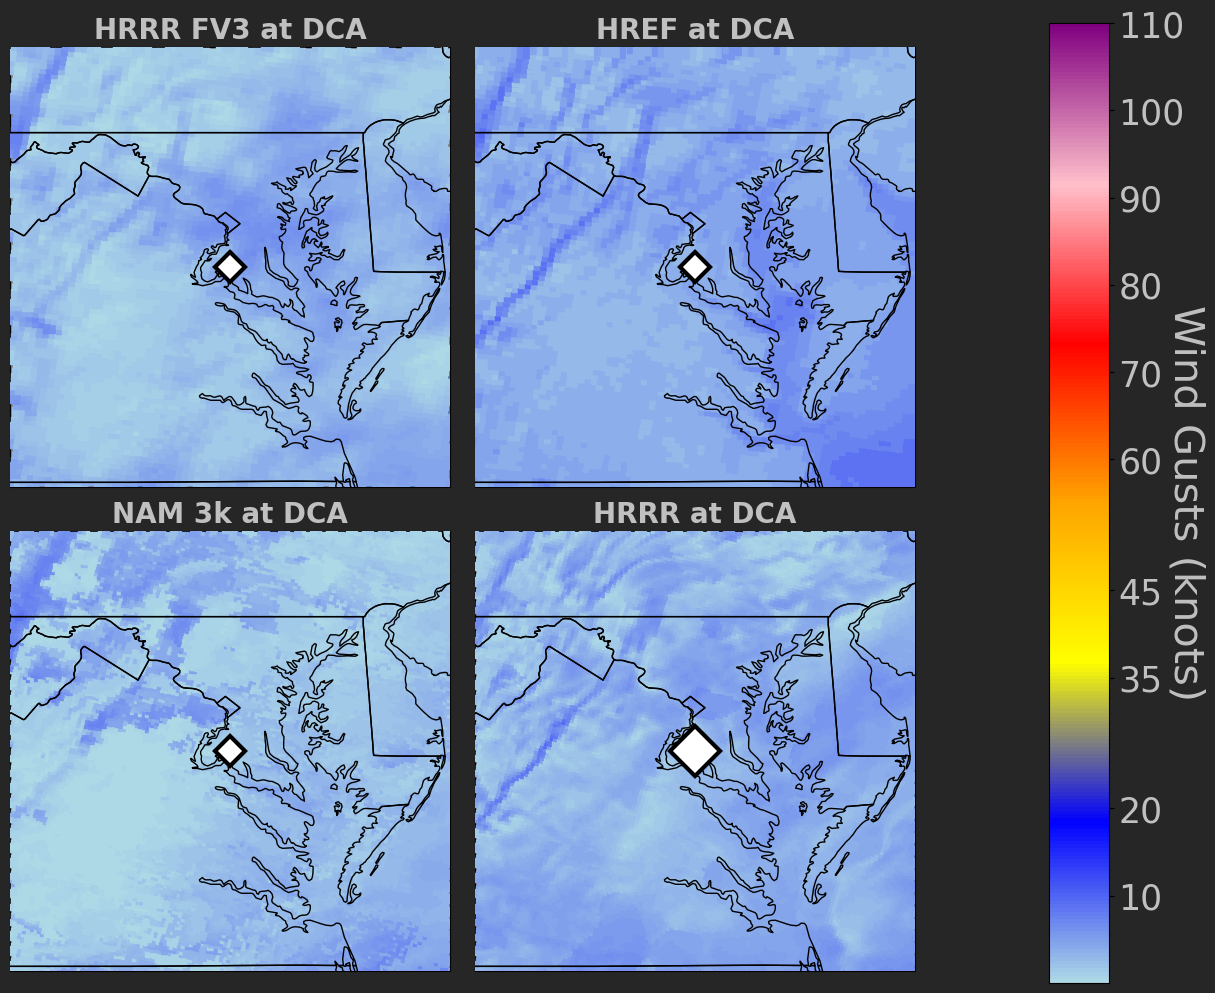 HRRR FV3 at DCA
HREF at DCA
NAM 3k at DCA
HRRR at DCA
110
100
90
80
70
60
45
35
20
10
Wind Gusts (knots)